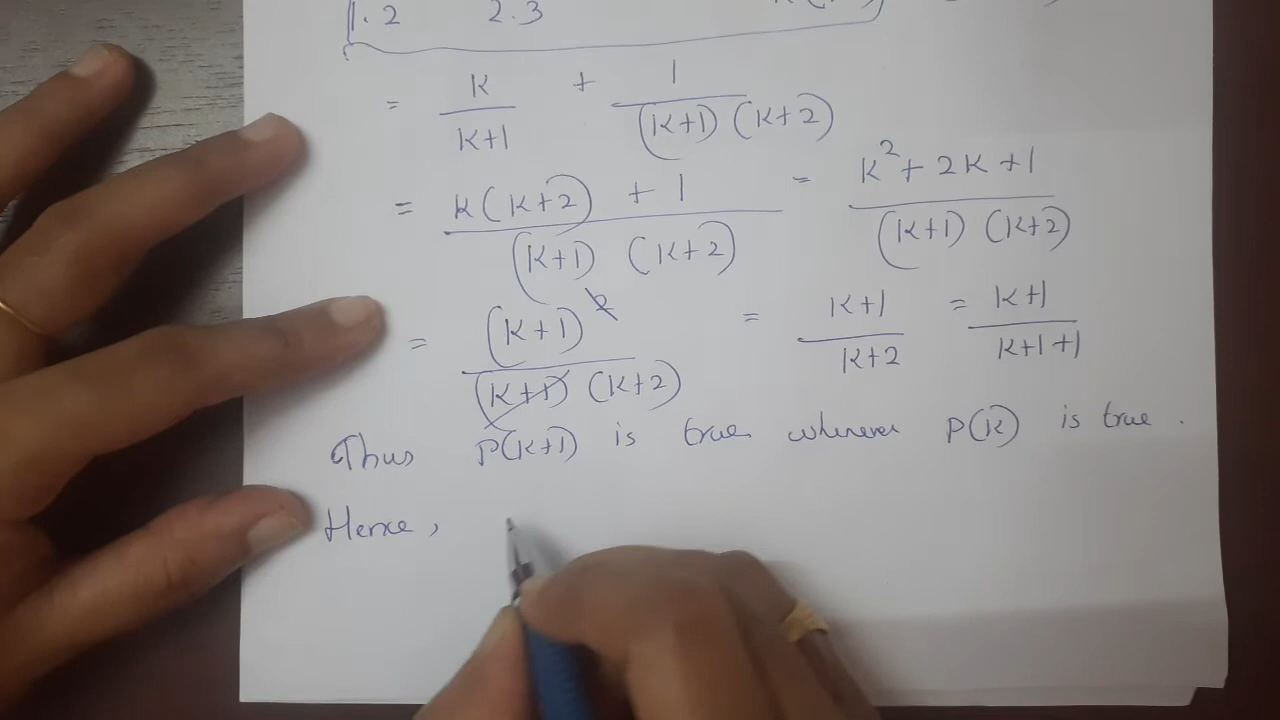 1.2 2.3
= K/(K+1) + 1/((K+1)(K+2))
= (K(K+2) + 1)/((K+1)(K+2)) = (K²+2K+1)/((K+1)(K+2))
= (K+1)²/((K+1)(K+2)) = (K+1)/(K+2) = (K+1)/(K+1+1)
Thus P(K+1) is true whenever P(K) is true.
Hence,